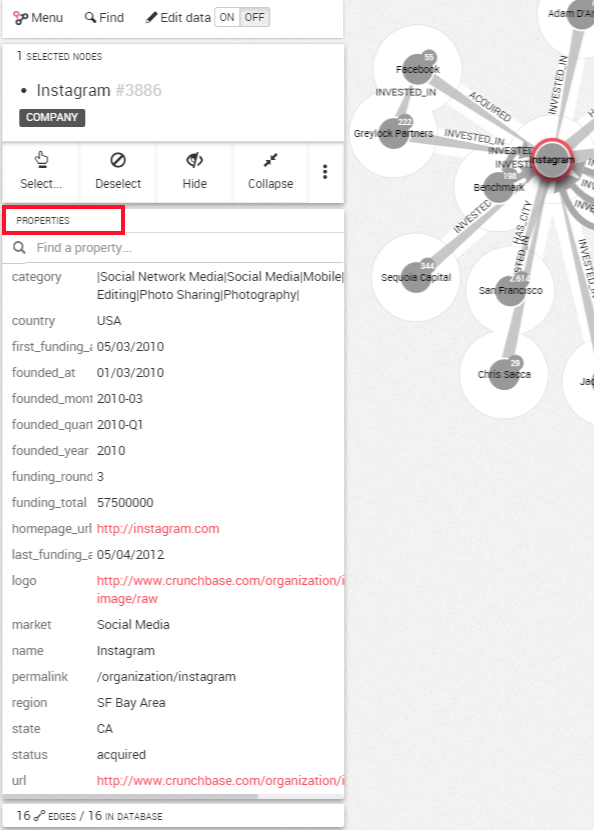 Menu Find Edit data ON OFF
1 SELECTED NODES
• Instagram #3886
COMPANY
Select... Deselect Hide Collapse
PROPERTIES
Find a property...
category |Social Network Media|Social Media|Mobile|
Editing|Photo Sharing|Photography|
country USA
first_funding_a 05/03/2010
founded_at 01/03/2010
founded_mont 2010-03
founded_quart 2010-Q1
founded_year 2010
funding_round 3
funding_total 57500000
homepage_url http://instagram.com
last_funding_a 05/04/2012
logo http://www.crunchbase.com/organization/i
image/raw
market Social Media
name Instagram
permalink /organization/instagram
region SF Bay Area
state CA
status acquired
url http://www.crunchbase.com/organization/i
16 EDGES / 16 IN DATABASE
Adam D'A
55
Facebook
INVESTED_IN
INVESTED_IN
ACQUIRED
222
Greylock Partners
INVESTED_IN
INVESTED
INVEST
Instagram
198
Benchmark
INVESTED
HAS_CITY
STED_IN
INVESTED_IN
344
Sequoia Capital
2,614
San Francisco
29
Chris Sacca
Jac